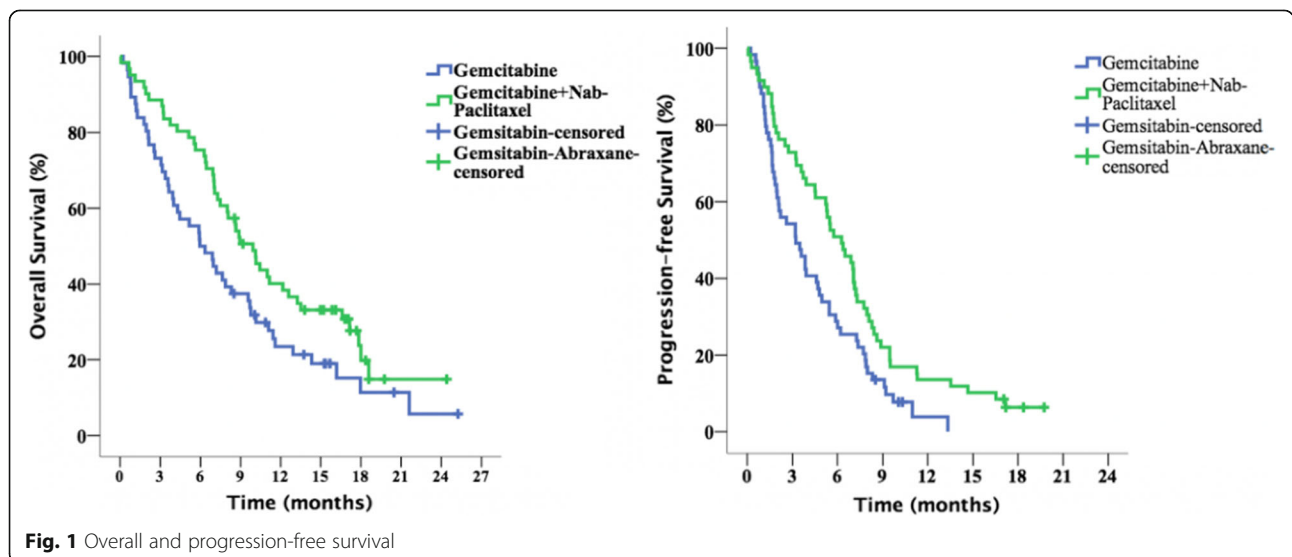 100
80
60
40
20
0
Overall Survival (%)
0 3 6 9 12 15 18 21 24 27
Time (months)
Gemcitabine
Gemcitabine+Nab-
Paclitaxel
Gemsitabin-censored
Gemsitabin-Abraxane-
censored
100
80
60
40
20
0
Progression-free Survival (%)
0 3 6 9 12 15 18 21 24
Time (months)
Gemcitabine
Gemcitabine+Nab-
Paclitaxel
Gemsitabin-censored
Gemsitabin-Abraxane-
censored
Fig. 1 Overall and progression-free survival